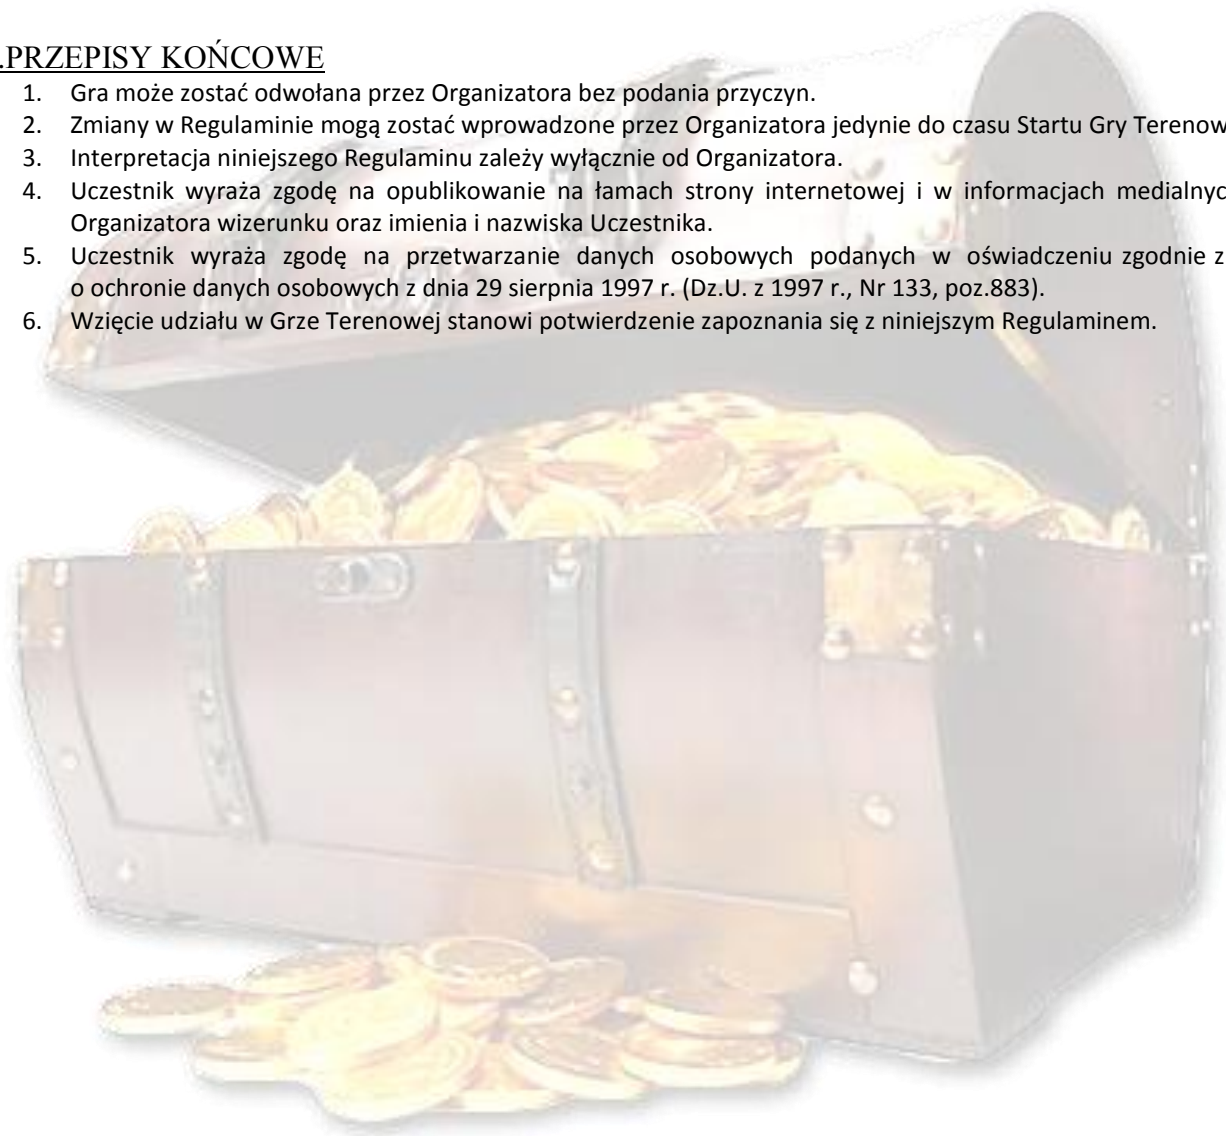 .PRZEPISY KOŃCOWE
1. Gra może zostać odwołana przez Organizatora bez podania przyczyn.
2. Zmiany w Regulaminie mogą zostać wprowadzone przez Organizatora jedynie do czasu Startu Gry Terenow
3. Interpretacja niniejszego Regulaminu zależy wyłącznie od Organizatora.
4. Uczestnik wyraża zgodę na opublikowanie na łamach strony internetowej i w informacjach medialnyc
Organizatora wizerunku oraz imienia i nazwiska Uczestnika.
5. Uczestnik wyraża zgodę na przetwarzanie danych osobowych podanych w oświadczeniu zgodnie z
o ochronie danych osobowych z dnia 29 sierpnia 1997 r. (Dz.U. z 1997 r., Nr 133, poz.883).
6. Wzięcie udziału w Grze Terenowej stanowi potwierdzenie zapoznania się z niniejszym Regulaminem.